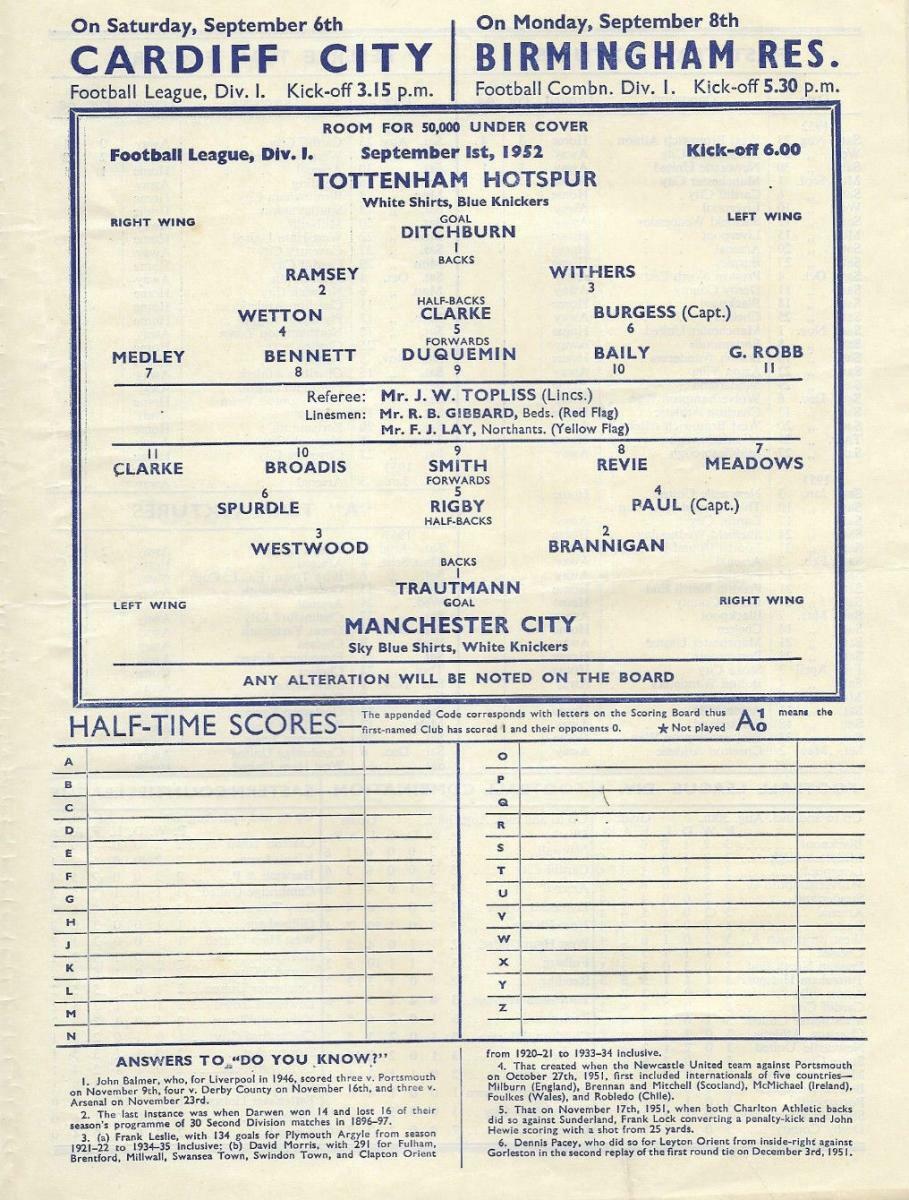 On Saturday, September 6th
CARDIFF CITY
Football League, Div. I. Kick-off 3.15 p.m.
On Monday, September 8th
BIRMINGHAM RES.
Football Combn. Div. I. Kick-off 5.30 p.m.
ROOM FOR 50,000 UNDER COVER
Football League, Div. I. September 1st, 1952 Kick-off 6.00
TOTTENHAM HOTSPUR
White Shirts, Blue Knickers
RIGHT WING GOAL LEFT WING
DITCHBURN
1
BACKS
RAMSEY WITHERS
2 3
HALF-BACKS
WETTON CLARKE BURGESS (Capt.)
4 5 6
FORWARDS
MEDLEY BENNETT DUQUEMIN BAILY G. ROBB
7 8 9 10 11
Referee: Mr. J. W. TOPLISS (Lincs.)
Linesmen: Mr. R. B. GIBBARD, Beds. (Red Flag)
Mr. F. J. LAY, Northants. (Yellow Flag)
11 10 9 8 7
CLARKE BROADIS SMITH REVIE MEADOWS
FORWARDS
6 5 4
SPURDLE RIGBY PAUL (Capt.)
HALF-BACKS
3 2
WESTWOOD BRANNIGAN
BACKS
1
TRAUTMANN
LEFT WING GOAL RIGHT WING
MANCHESTER CITY
Sky Blue Shirts, White Knickers
ANY ALTERATION WILL BE NOTED ON THE BOARD
HALF-TIME SCORES—The appended Code corresponds with letters on the Scoring Board thus A 1 0 means the
first-named Club has scored 1 and their opponents 0. ★ Not played
A
B
C
D
E
F
G
H
J
K
L
M
N
O
P
Q
R
S
T
U
V
W
X
Y
Z
ANSWERS TO "DO YOU KNOW?"
1. John Balmer, who, for Liverpool in 1946, scored three v. Portsmouth
on November 9th, four v. Derby County on November 16th, and three v.
Arsenal on November 23rd.
2. The last instance was when Darwen won 14 and lost 16 of their
season's programme of 30 Second Division matches in 1896-97.
3. (a) Frank Leslie, with 134 goals for Plymouth Argyle from season
1921-22 to 1934-35 inclusive; (b) David Morris, with 291 for Fulham,
Brentford, Millwall, Swansea Town, Swindon Town, and Clapton Orient
from 1920-21 to 1933-34 inclusive.
4. That created when the Newcastle United team against Portsmouth
on October 27th, 1951, first included internationals of five countries—
Milburn (England), Brennan and Mitchell (Scotland), McMichael (Ireland),
Foulkes (Wales), and Robledo (Chile).
5. That on November 17th, 1951, when both Charlton Athletic backs
did so against Sunderland, Frank Lock converting a penalty-kick and John
Hewie scoring with a shot from 25 yards.
6. Dennis Pacey, who did so for Leyton Orient from inside-right against
Gorleston in the second replay of the first round tie on December 3rd, 1951.